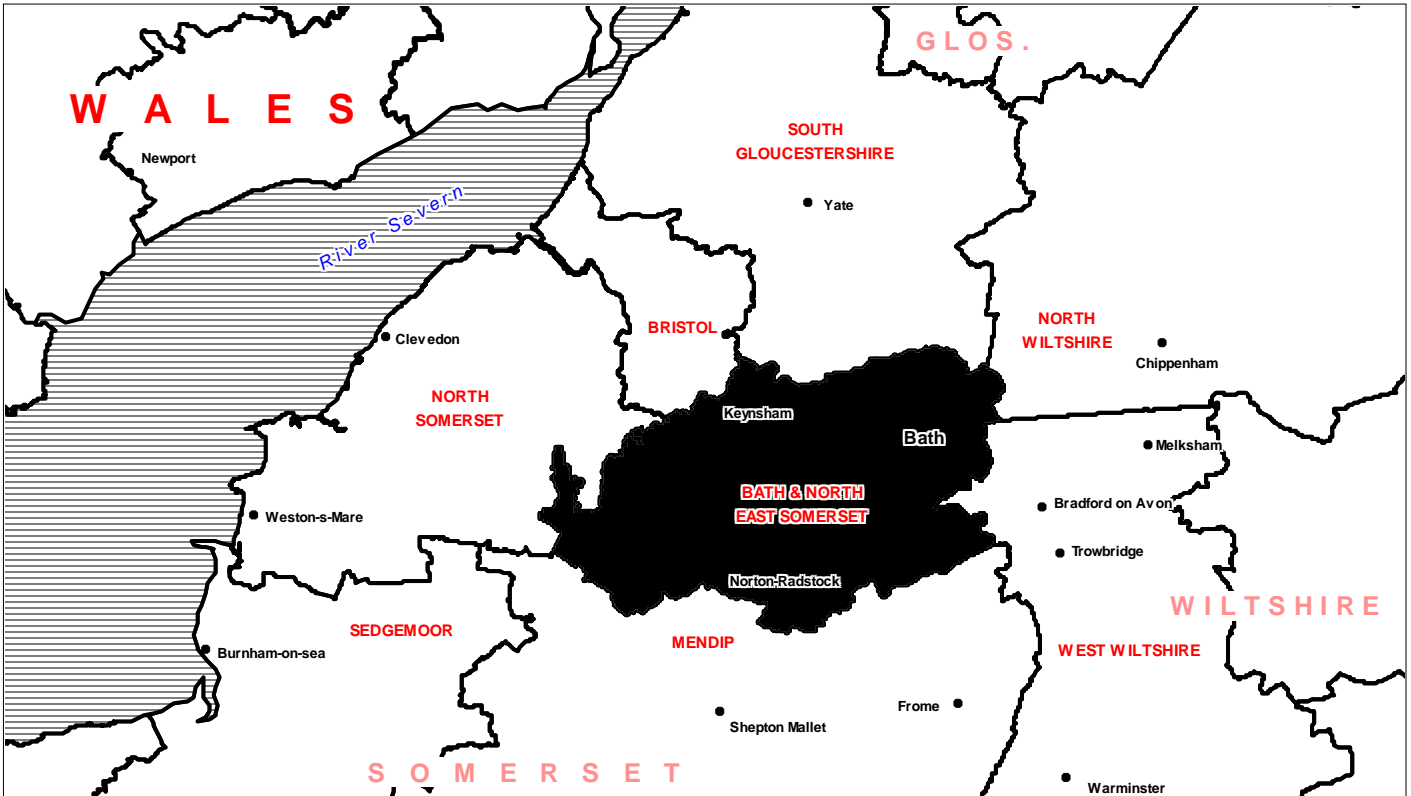 GLOS.
WALES
SOUTH
GLOUCESTERSHIRE
Newport
Yate
River Severn
NORTH
WILTSHIRE
BRISTOL
Clevedon
Chippenham
NORTH
SOMERSET
Keynsham
Bath
Melksham
BATH & NORTH
EAST SOMERSET
Bradford on Avon
Weston-s-Mare
Trowbridge
Norton-Radstock
WILTSHIRE
SEDGEMOOR
MENDIP
WEST WILTSHIRE
Burnham-on-sea
Frome
Shepton Mallet
SOMERSET
Warminster